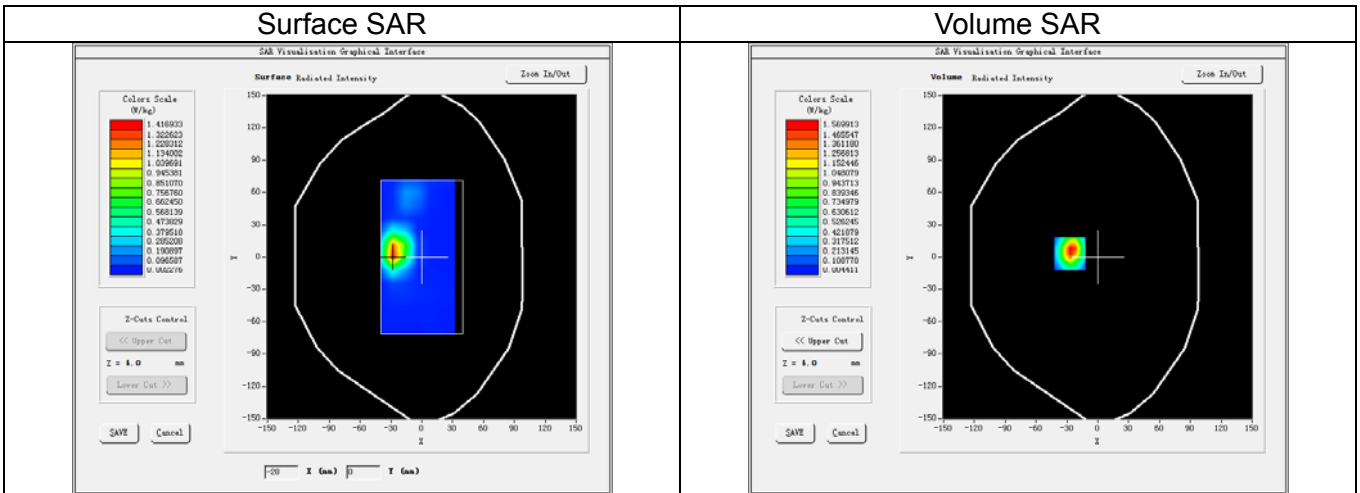 Surface SAR
SAR Visualisation Graphical Interface
Surface Radiated Intensity
Zoom In/Out
Colors Scale
(W/kg)
1.416933
1.322623
1.228312
1.134002
1.039691
0.945381
0.851070
0.756760
0.662450
0.568139
0.473829
0.379518
0.285208
0.190897
0.096587
0.002276
Z-Cuts Control
<< Upper Cut
Z = mm
Lower Cut >>
SAVE
Cancel
150
120
90
60
30
0
-30
-60
-90
-120
-150
Y
-150 -120 -90 -60 -30 0 30 60 90 120 150
X
X (mm) 0 Y (mm)
Volume SAR
SAR Visualisation Graphical Interface
Volume Radiated Intensity
Zoom In/Out
Colors Scale
(W/kg)
1.569913
1.465547
1.361180
1.256813
1.152446
1.048079
0.943713
0.839346
0.734979
0.630612
0.526245
0.421879
0.317512
0.213145
0.108778
0.004411
Z-Cuts Control
<< Upper Cut
Z = mm
Lower Cut >>
SAVE
Cancel
150
120
90
60
30
0
-30
-60
-90
-120
-150
Y
-150 -120 -90 -60 -30 0 30 60 90 120 150
X